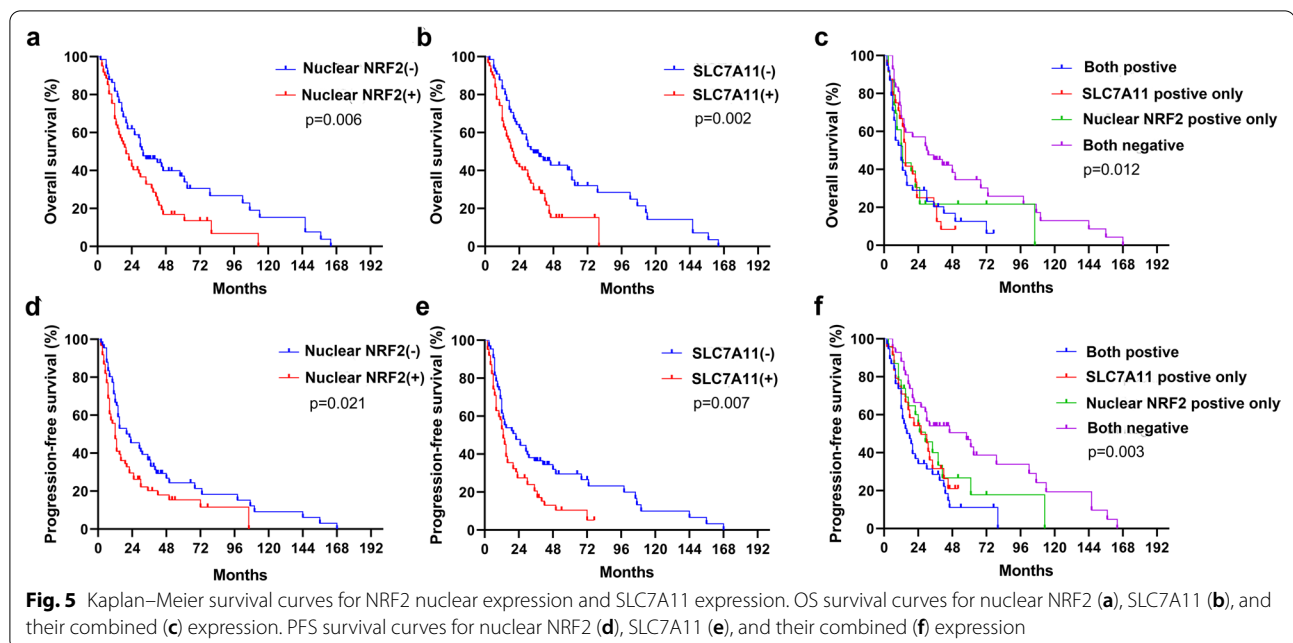 a
Overall survival (%)
100
80
60
40
20
0
0 24 48 72 96 120 144 168 192
Months
Nuclear NRF2(-)
Nuclear NRF2(+)
p=0.006
b
Overall survival (%)
100
80
60
40
20
0
0 24 48 72 96 120 144 168 192
Months
SLC7A11(-)
SLC7A11(+)
p=0.002
c
Overall survival (%)
100
80
60
40
20
0
0 24 48 72 96 120 144 168 192
Months
Both postive
SLC7A11 postive only
Nuclear NRF2 postive only
Both negative
p=0.012
d
Progression-free survival (%)
100
80
60
40
20
0
0 24 48 72 96 120 144 168 192
Months
Nuclear NRF2(-)
Nuclear NRF2(+)
p=0.021
e
Progression-free survival (%)
100
80
60
40
20
0
0 24 48 72 96 120 144 168 192
Months
SLC7A11(-)
SLC7A11(+)
p=0.007
f
Progression-free survival (%)
100
80
60
40
20
0
0 24 48 72 96 120 144 168 192
Months
Both postive
SLC7A11 postive only
Nuclear NRF2 postive only
Both negative
p=0.003
Fig. 5 Kaplan–Meier survival curves for NRF2 nuclear expression and SLC7A11 expression. OS survival curves for nuclear NRF2 (a), SLC7A11 (b), and
their combined (c) expression. PFS survival curves for nuclear NRF2 (d), SLC7A11 (e), and their combined (f) expression